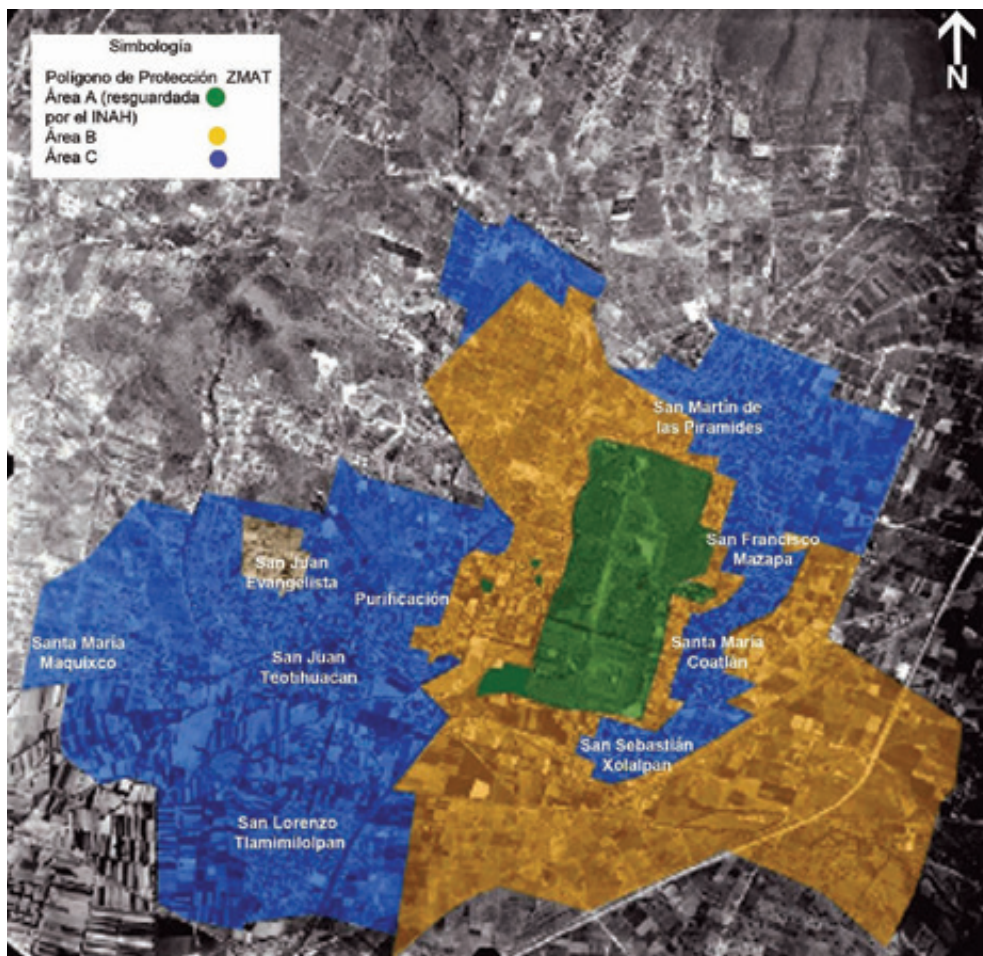 Simbología
Polígono de Protección ZMAT
Área A (resguardada
por el INAH)
Área B
Área C
N
San Martín de
las Piramides
San Francisco
Mazapa
San Juan
Evangelista
Purificación
Santa María
Maquixco
San Juan
Teotihuacan
Santa María
Coatlán
San Sebastián
Xolalpan
San Lorenzo
Tlamimilolpan